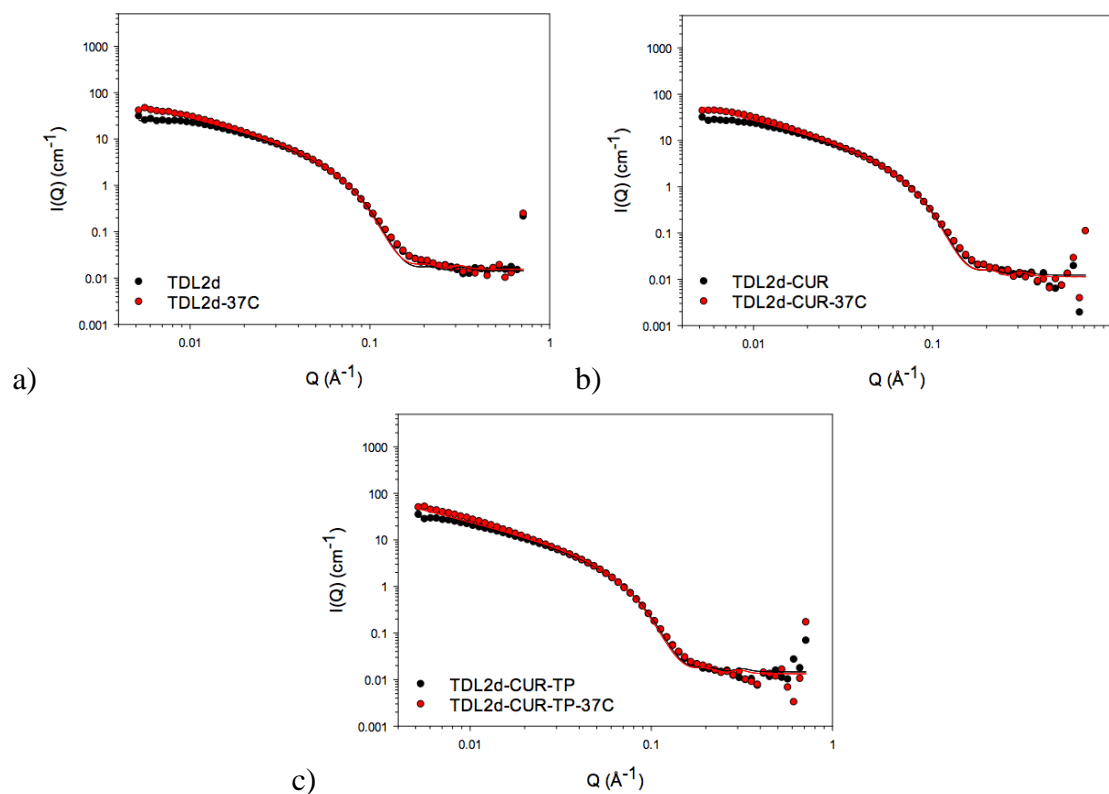 1000
100
10
1
0.1
0.01
0.001
I(Q) (cm-1)
TDL2d
TDL2d-37C
0.01 0.1 1
Q (Å-1)
a)
1000
100
10
1
0.1
0.01
0.001
I(Q) (cm-1)
TDL2d-CUR
TDL2d-CUR-37C
0.01 0.1
Q (Å-1)
b)
1000
100
10
1
0.1
0.01
0.001
I(Q) (cm-1)
TDL2d-CUR-TP
TDL2d-CUR-TP-37C
0.01 0.1 1
Q (Å-1)
c)